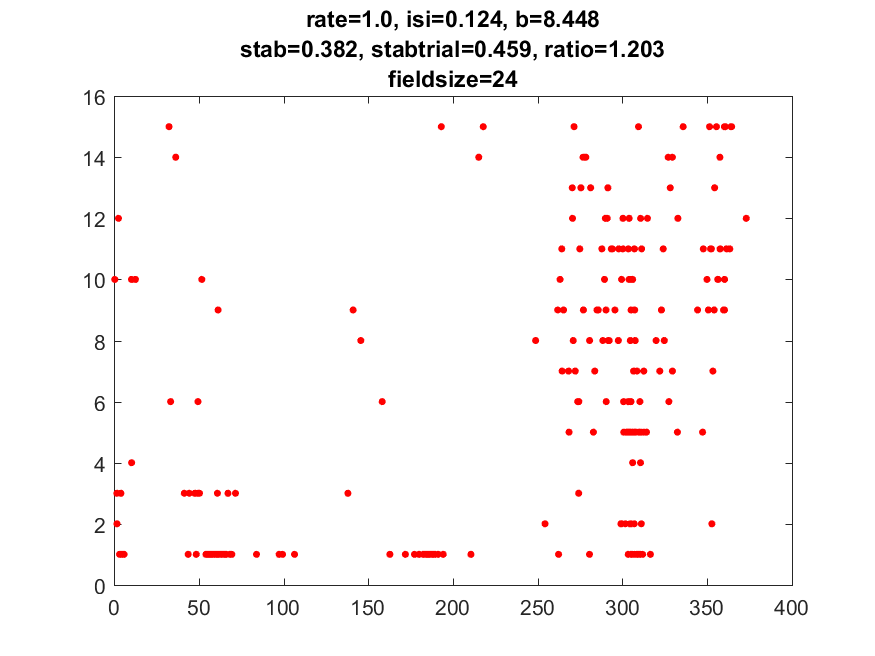 rate=1.0, isi=0.124, b=8.448
stab=0.382, stabtrial=0.459, ratio=1.203
fieldsize=24
16
14
12
10
8
6
4
2
0
0 50 100 150 200 250 300 350 400